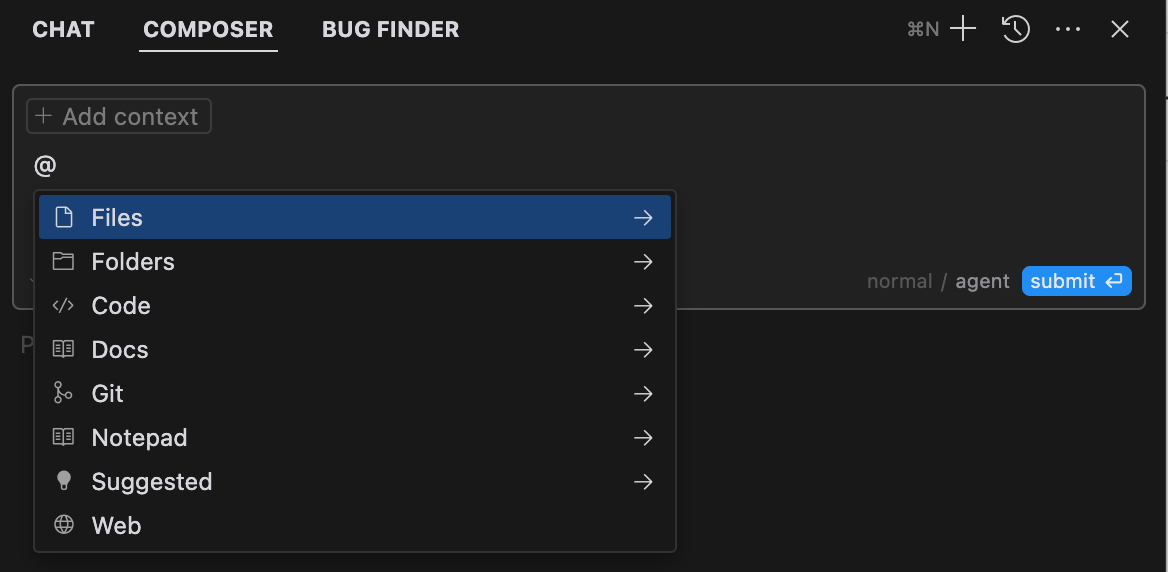 CHAT COMPOSER BUG FINDER ⌘N
+ Add context
@
Files
Folders
Code
normal / agent submit
Docs
Git
Notepad
Suggested
Web